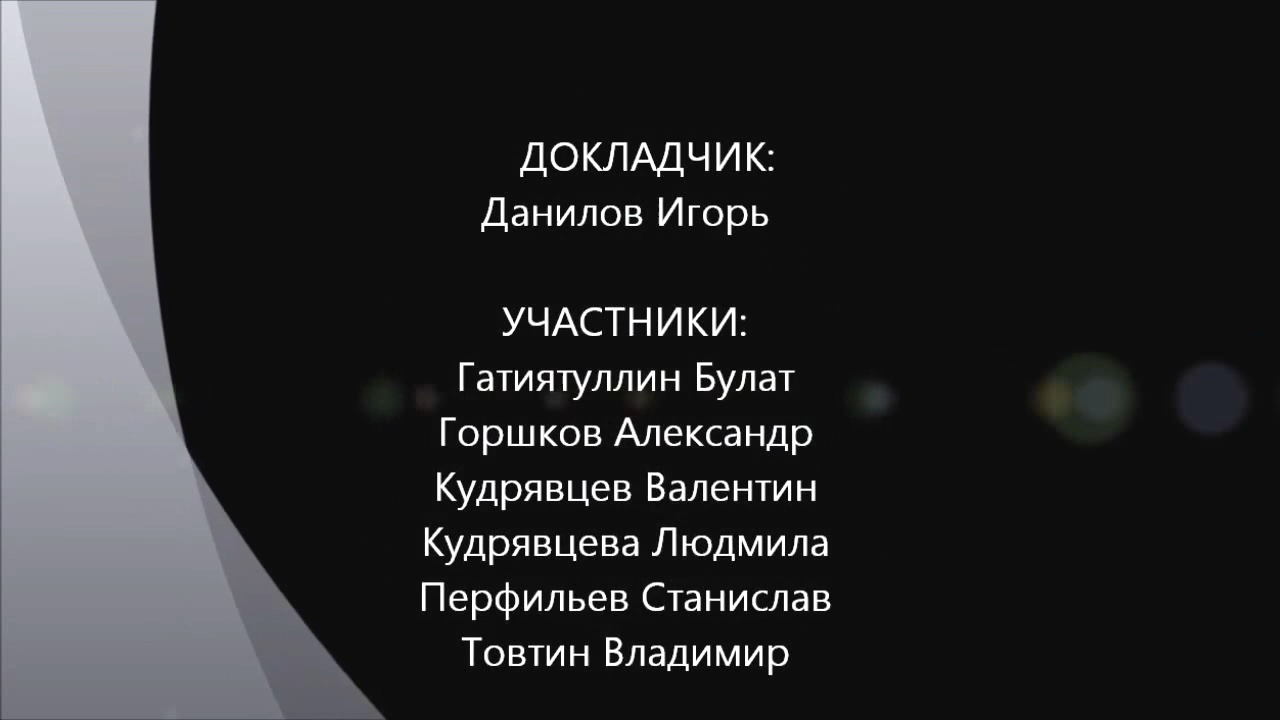 ДОКЛАДЧИК:
Данилов Игорь
УЧАСТНИКИ:
Гатиятуллин Булат
Горшков Александр
Кудрявцев Валентин
Кудрявцева Людмила
Перфильев Станислав
Товтин Владимир